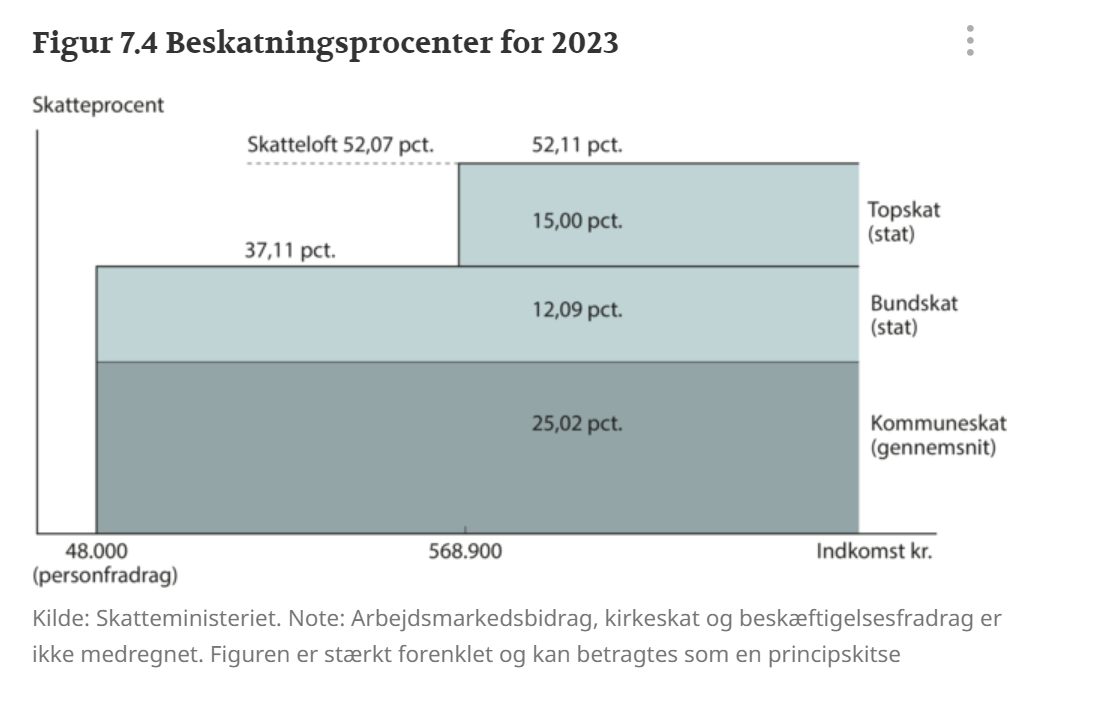 Figur 7.4 Beskatningsprocenter for 2023
Skatteprocent
Skatteloft 52,07 pct.
52,11 pct.
15,00 pct.
Topskat
(stat)
37,11 pct.
12,09 pct.
Bundskat
(stat)
25,02 pct.
Kommuneskat
(gennemsnit)
48.000
(personfradrag)
568.900
Indkomst kr.
Kilde: Skatteministeriet. Note: Arbejdsmarkedsbidrag, kirkeskat og beskæftigelsesfradrag er
ikke medregnet. Figuren er stærkt forenklet og kan betragtes som en principskitse